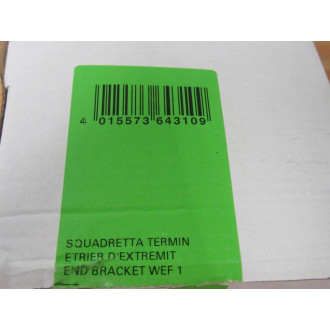 4 015573 643109
SQUADRETTA TERMIN
ETRIER D'EXTREMIT
END BRACKET WEF 1